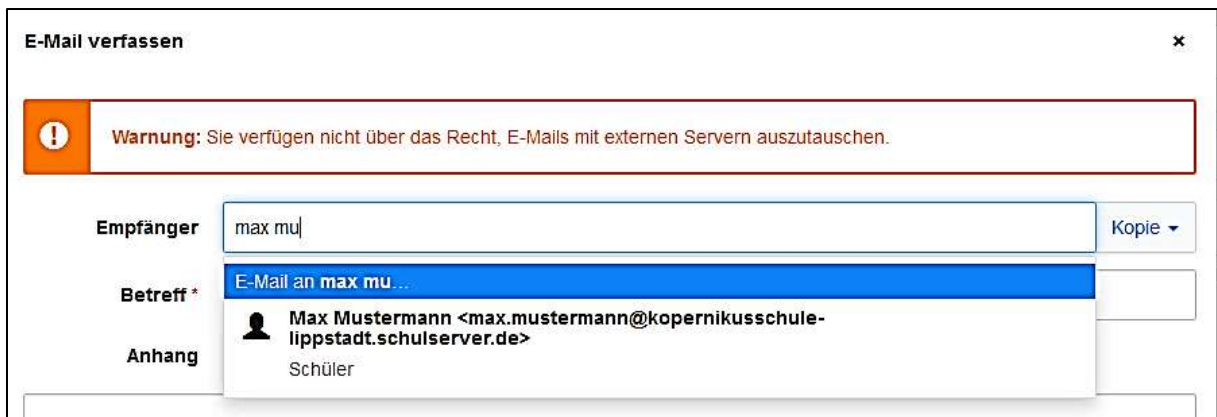 E-Mail verfassen ×
Warnung: Sie verfügen nicht über das Recht, E-Mails mit externen Servern auszutauschen.
Empfänger max mu Kopie
E-Mail an max mu...
Betreff *
Max Mustermann <max.mustermann@kopernikusschule-
lippstadt.schulserver.de>
Anhang
Schüler